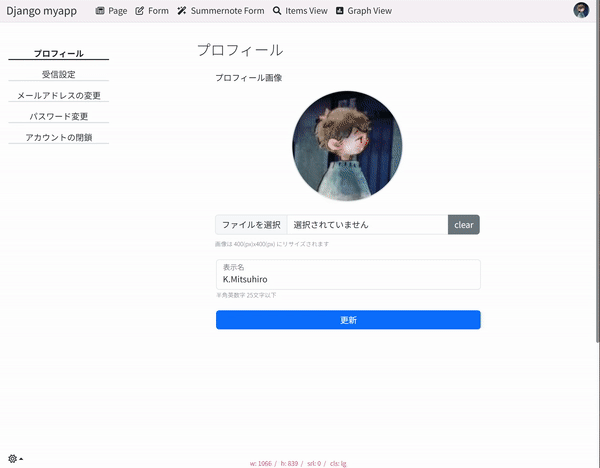 Django myapp Page Form Summernote Form Items View Graph View
プロフィール
受信設定
メールアドレスの変更
パスワード変更
アカウントの閉鎖
プロフィール
プロフィール画像
ファイルを選択 選択されていません clear
画像は 400(px)x400(px) にリサイズされます
表示名
K.Mitsuhiro
半角英数字 25文字以下
更新
w: 1066 / h: 839 / srl: 0 / cls: lg